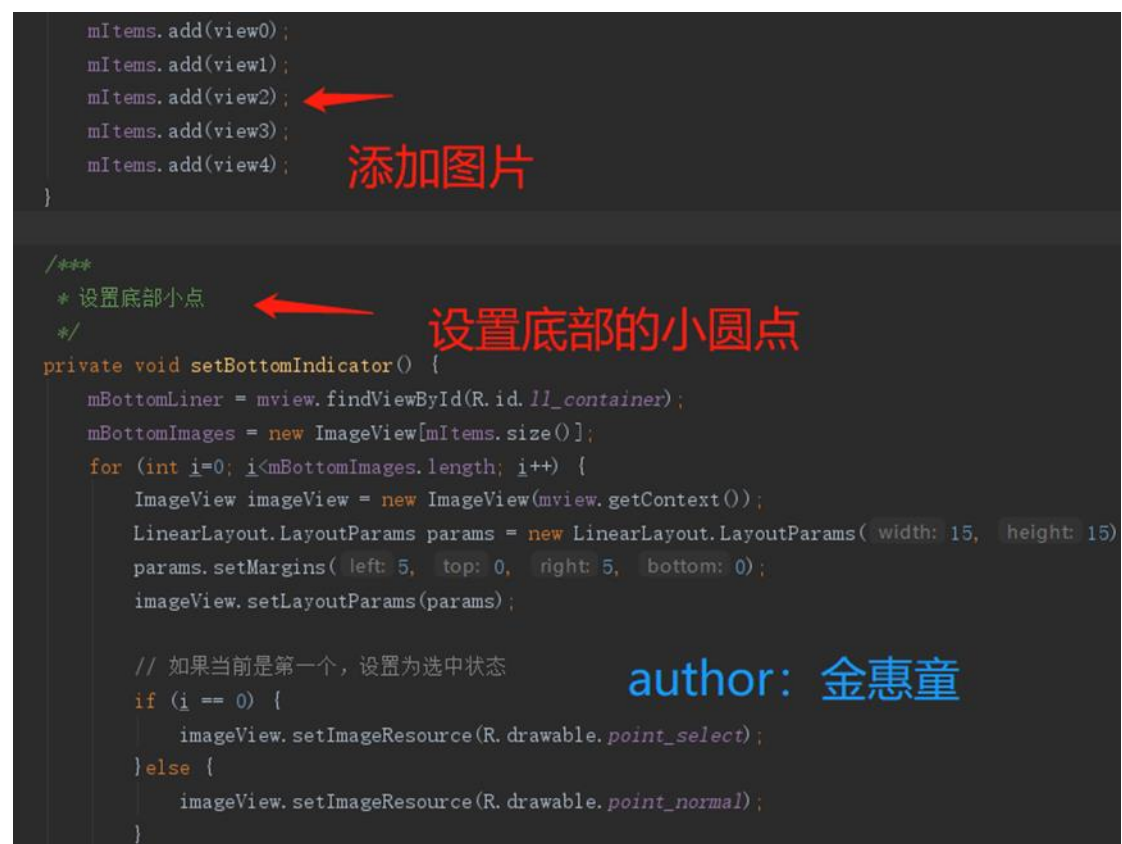 mItems.add(view0);
mItems.add(view1);
mItems.add(view2);
mItems.add(view3);
添加图片
mItems.add(view4);
}
/***
* 设置底部小点
设置底部的小圆点
*/
private void setBottomIndicator() {
mBottomLiner = mview.findViewById(R.id.ll_container);
mBottomImages = new ImageView[mItems.size()];
for (int i=0; i<mBottomImages.length; i++) {
ImageView imageView = new ImageView(mview.getContext());
LinearLayout.LayoutParams params = new LinearLayout.LayoutParams( width: 15, height: 15)
params.setMargins( left: 5, top: 0, right: 5, bottom: 0);
imageView.setLayoutParams(params);
// 如果当前是第一个，设置为选中状态
author：金惠童
if (i == 0) {
imageView.setImageResource(R.drawable.point_select);
}else {
imageView.setImageResource(R.drawable.point_normal);
}